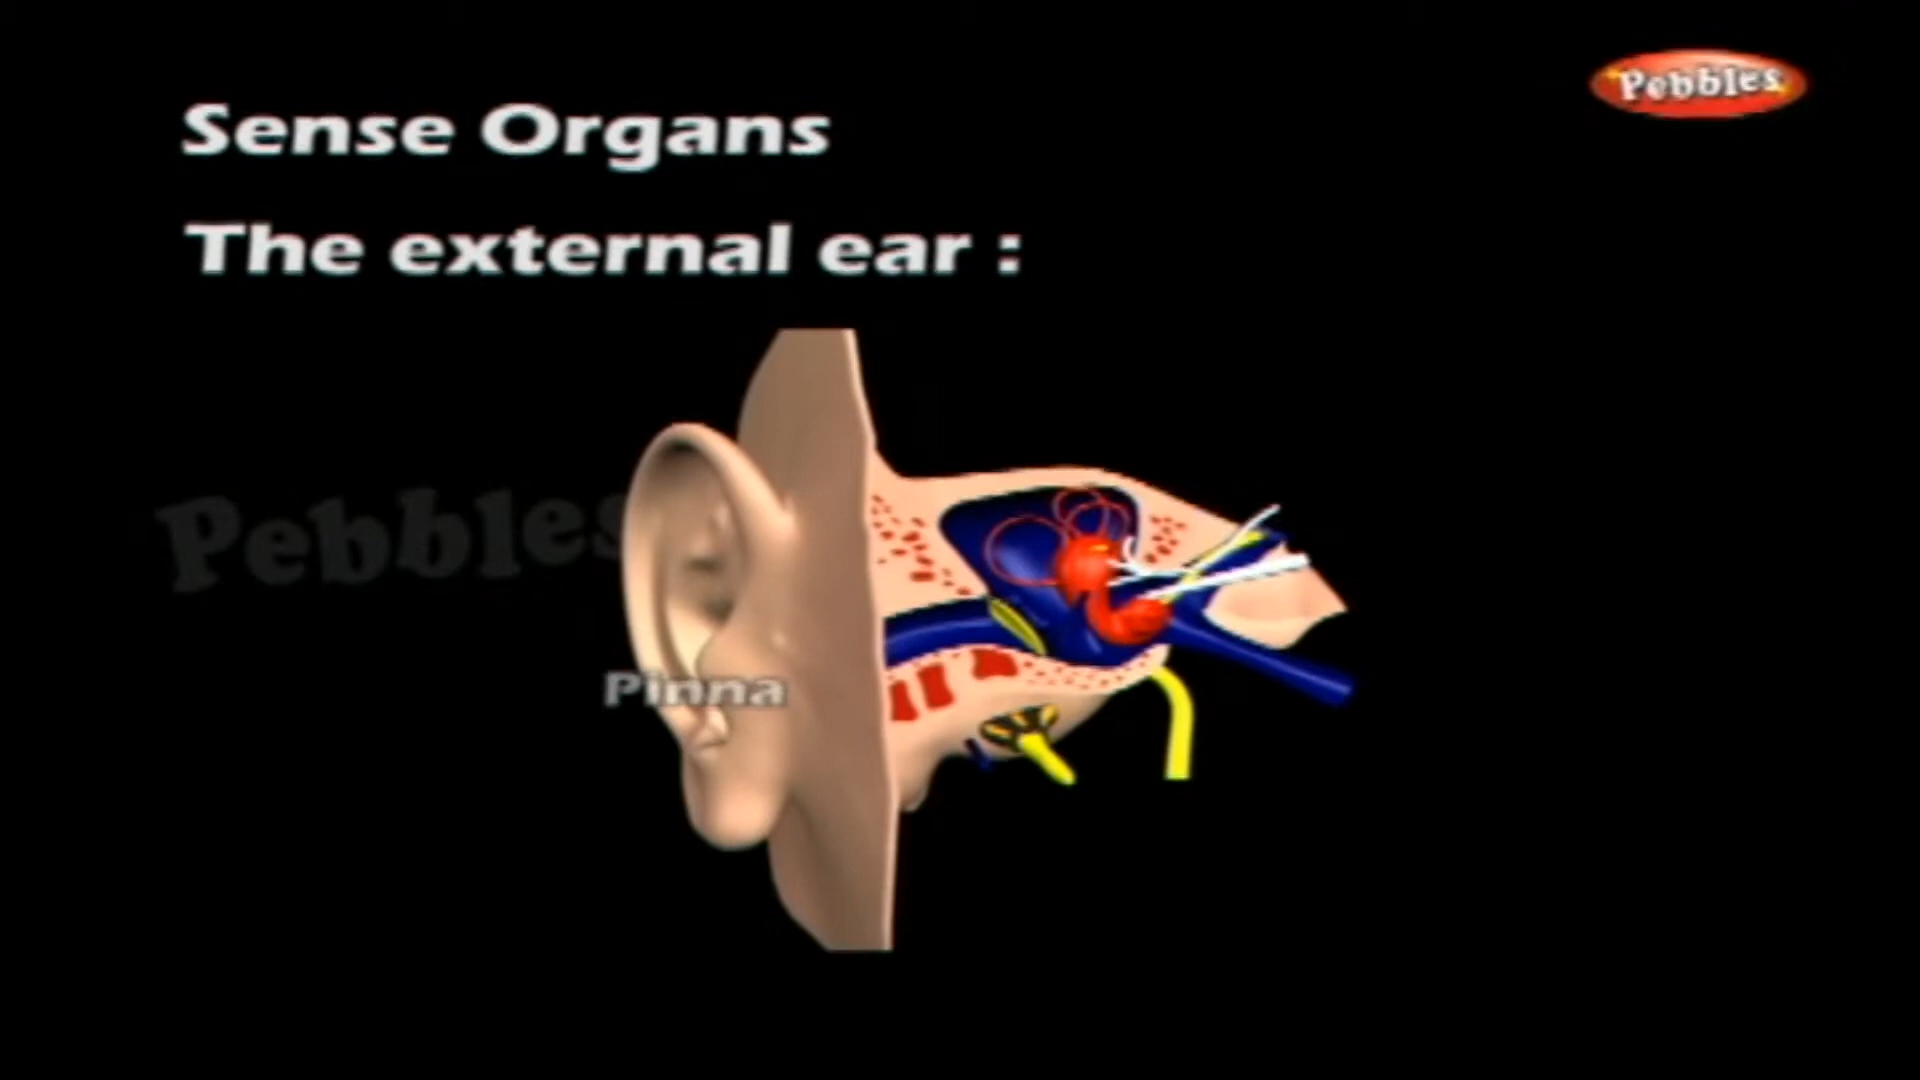 Pebbles
Sense Organs
The external ear :
Pebbles
Pinna